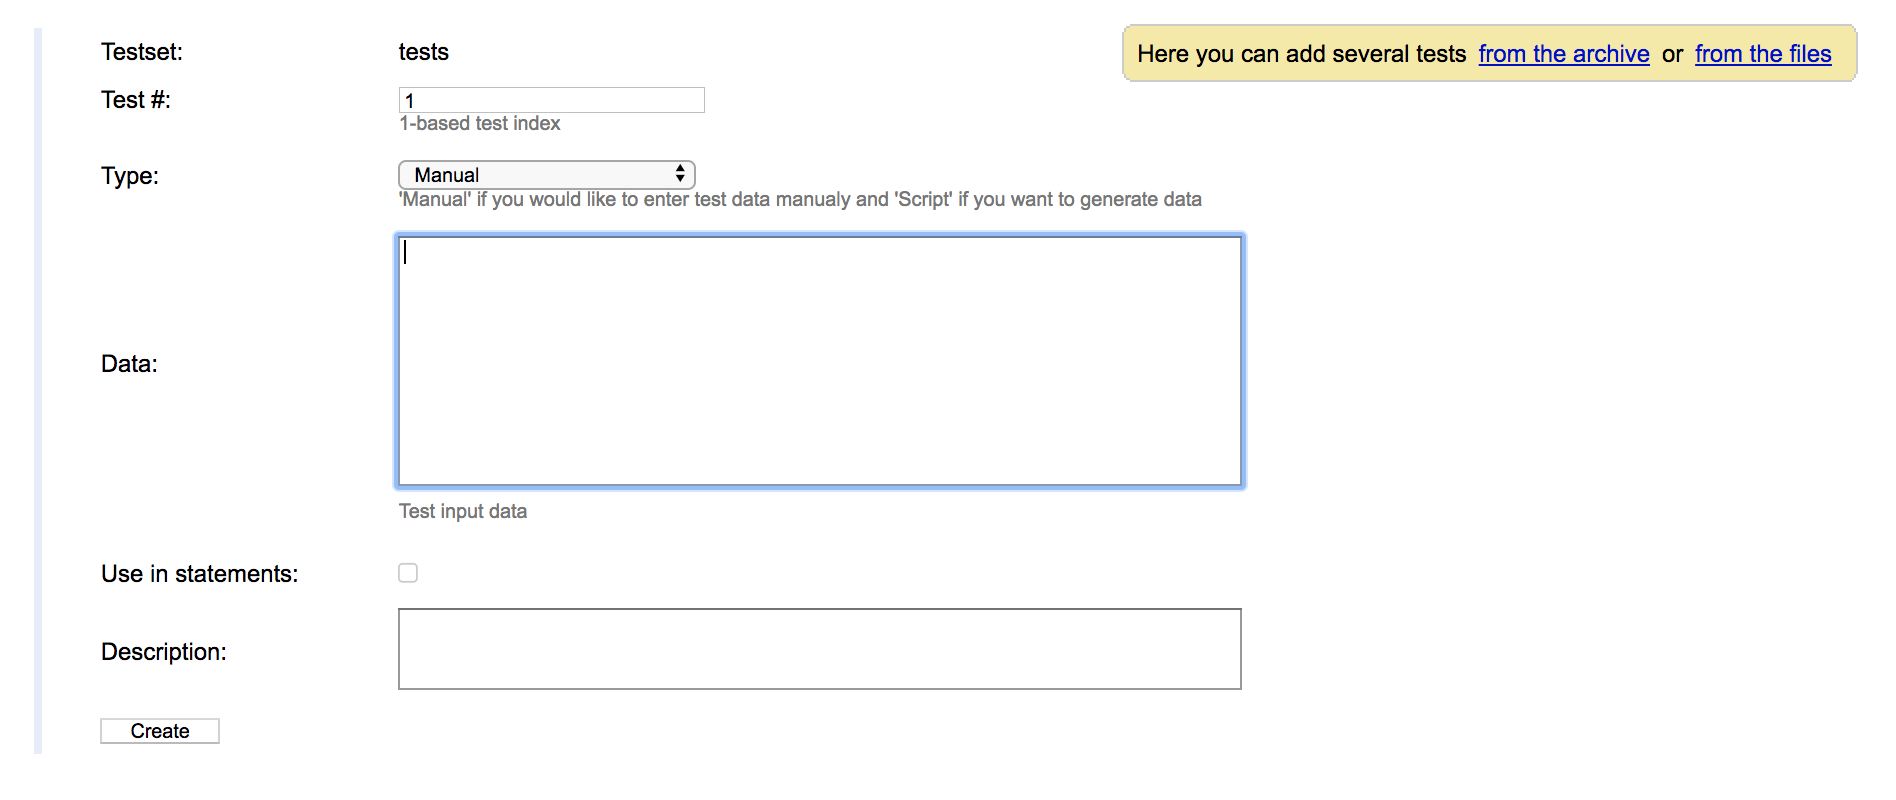 Testset: tests
Here you can add several tests from the archive or from the files
Test #: 1
1-based test index
Type: Manual
'Manual' if you would like to enter test data manualy and 'Script' if you want to generate data
Data:
Test input data
Use in statements:
Description:
Create